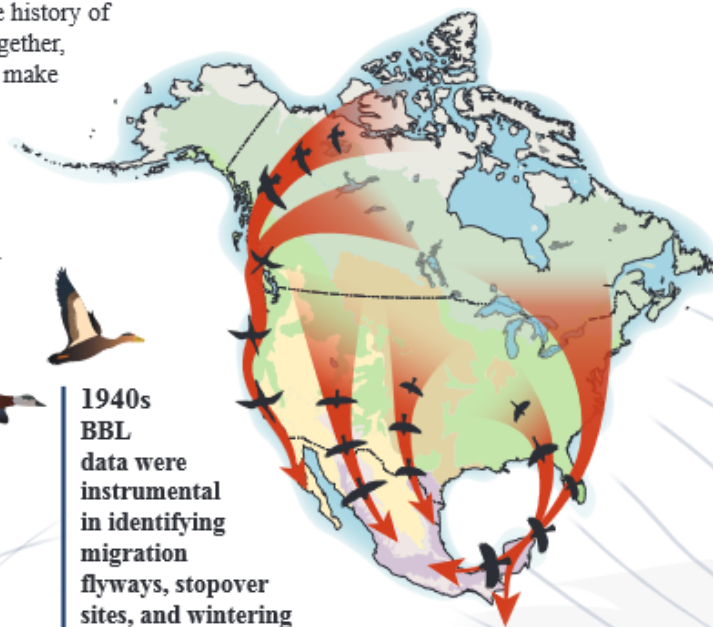 e history of
gether,
make
1940s
BBL
data were
instrumental
in identifying
migration
flyways, stopover
sites, and wintering